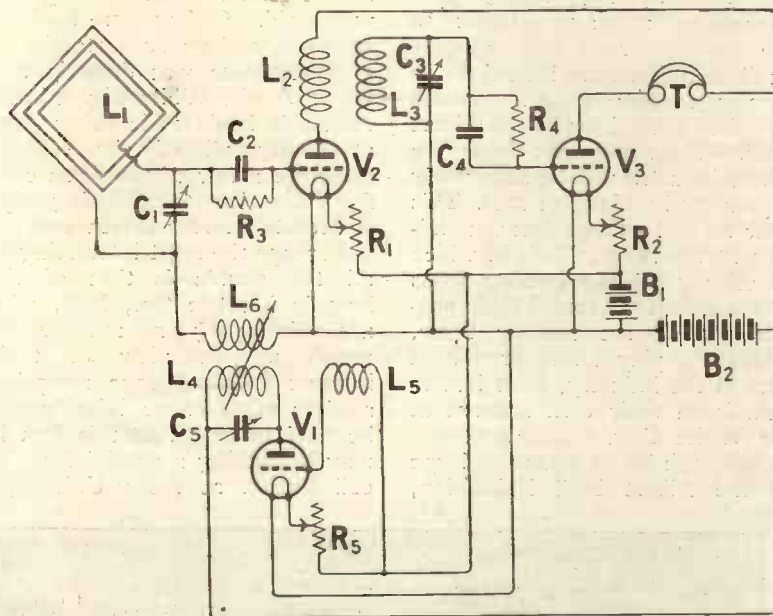 L₁
L₂
C₃
L₃
C₂
V₂
R₃
C₁
R₁
C₄
R₄
V₃
T
R₂
B₁
B₂
L₆
L₄
L₅
C₅
V₁
R₅